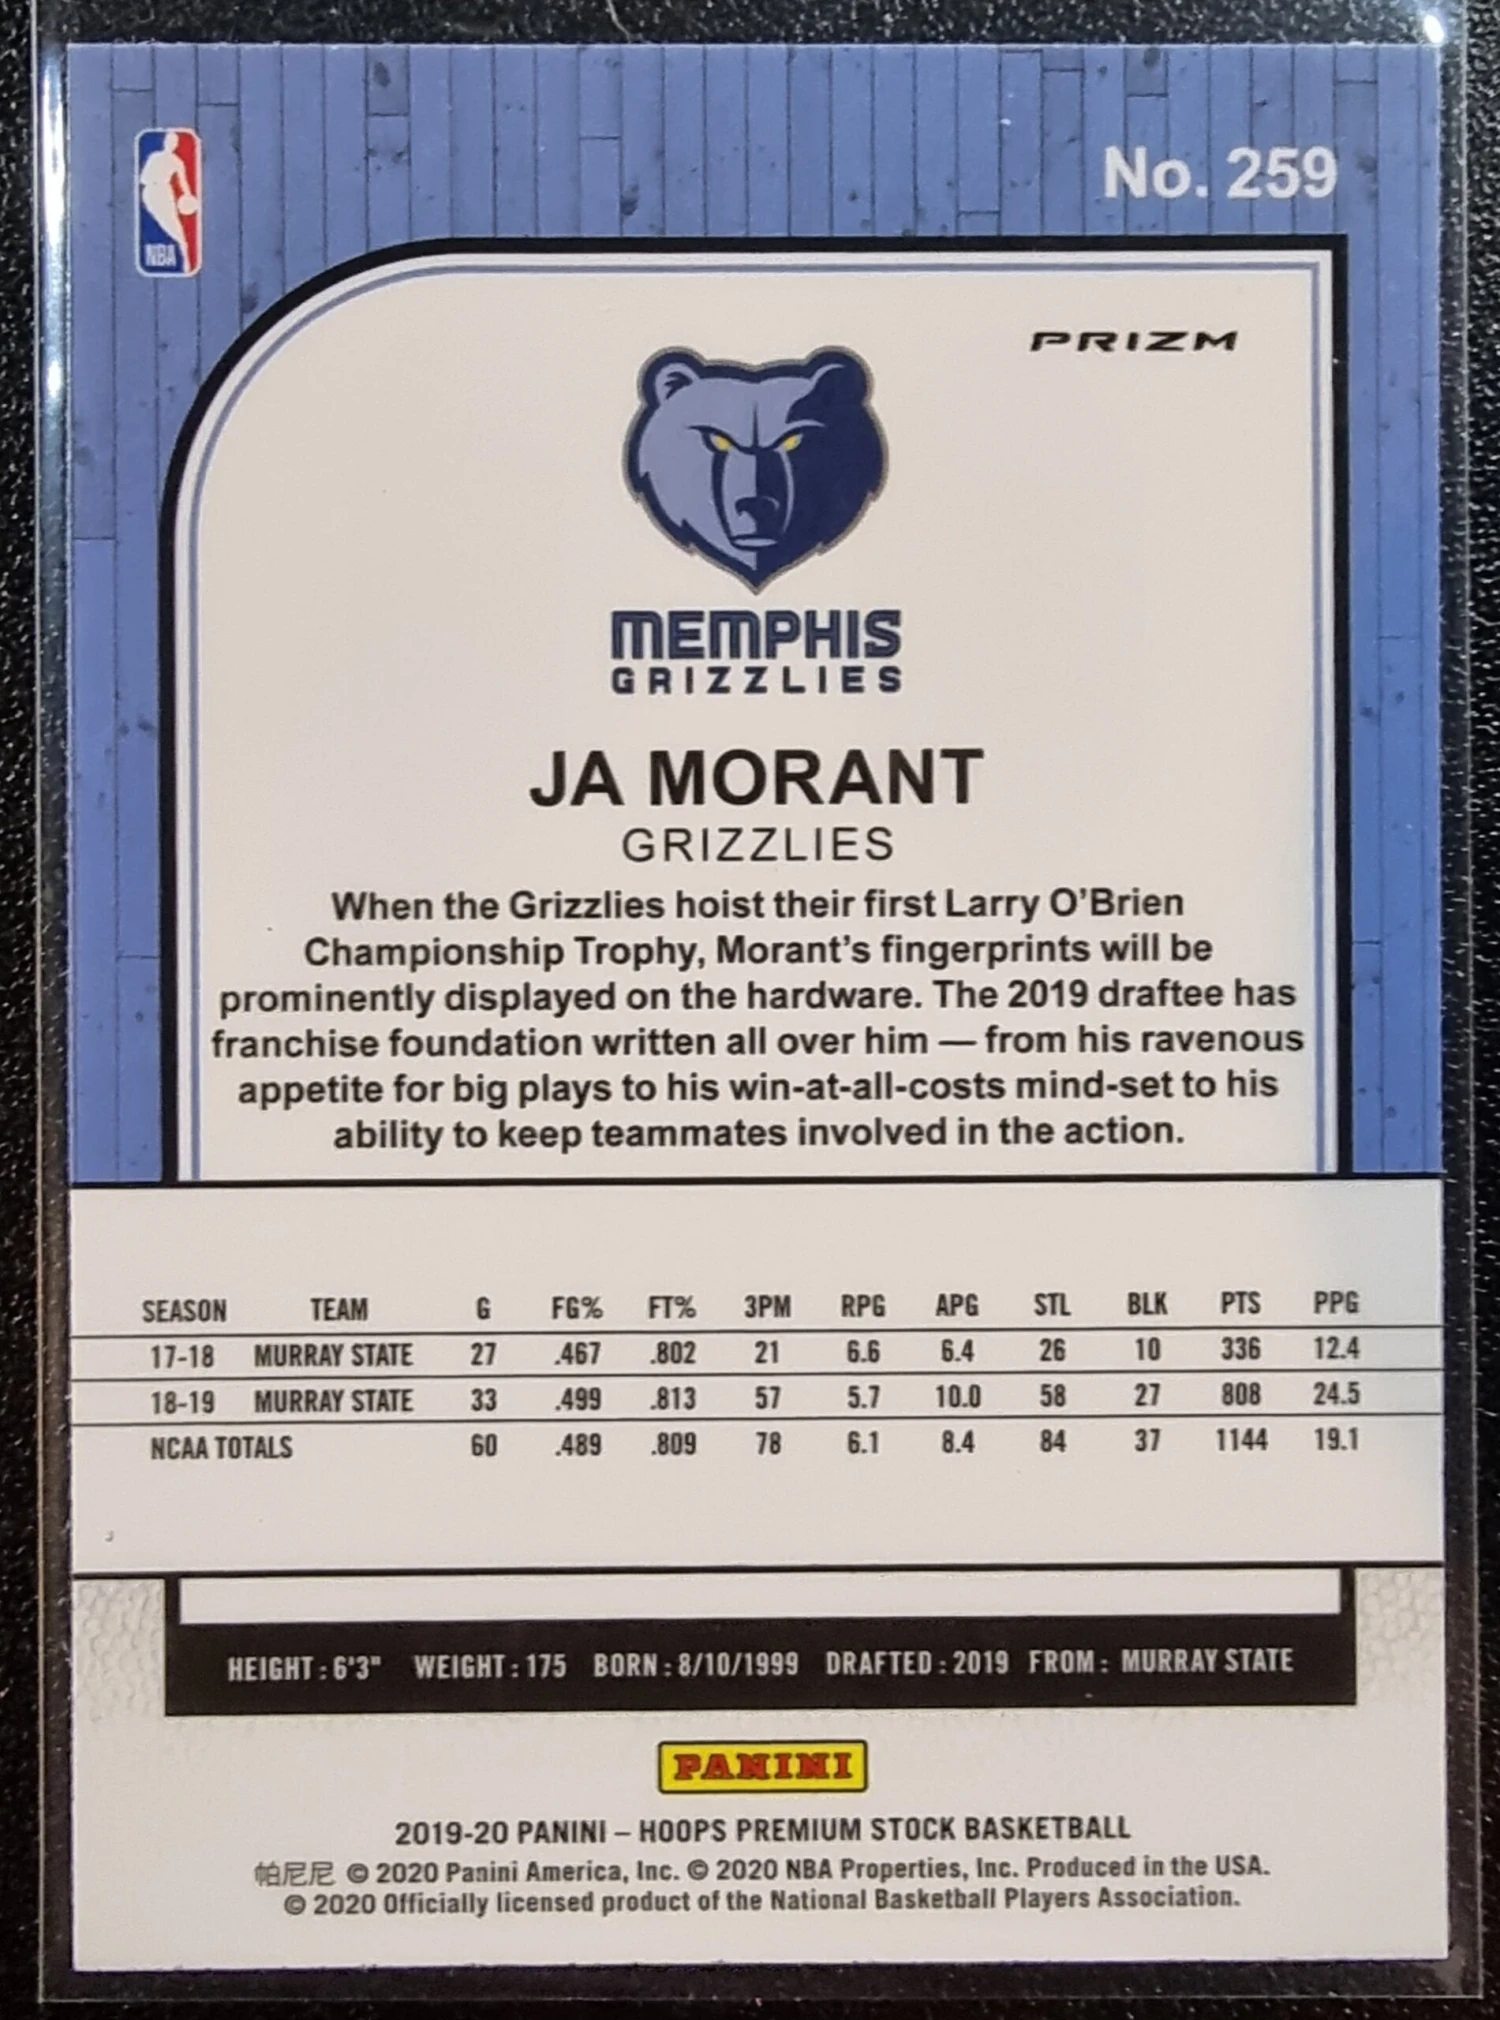 No. 259
NBA
PRIZM
MEMPHIS
GRIZZLIES
JA MORANT
GRIZZLIES
When the Grizzlies hoist their first Larry O'Brien
Championship Trophy, Morant's fingerprints will be
prominently displayed on the hardware. The 2019 draftee has
franchise foundation written all over him — from his ravenous
appetite for big plays to his win-at-all-costs mind-set to his
ability to keep teammates involved in the action.
SEASON TEAM G FG% FT% 3PM RPG APG STL BLK PTS PPG
17-18 MURRAY STATE 27 .467 .802 21 6.6 6.4 26 10 336 12.4
18-19 MURRAY STATE 33 .499 .813 57 5.7 10.0 58 27 808 24.5
NCAA TOTALS 60 .489 .809 78 6.1 8.4 84 37 1144 19.1
HEIGHT: 6'3" WEIGHT: 175 BORN: 8/10/1999 DRAFTED: 2019 FROM: MURRAY STATE
PANINI
2019-20 PANINI – HOOPS PREMIUM STOCK BASKETBALL
帕尼尼 © 2020 Panini America, Inc. © 2020 NBA Properties, Inc. Produced in the USA.
© 2020 Officially licensed product of the National Basketball Players Association.